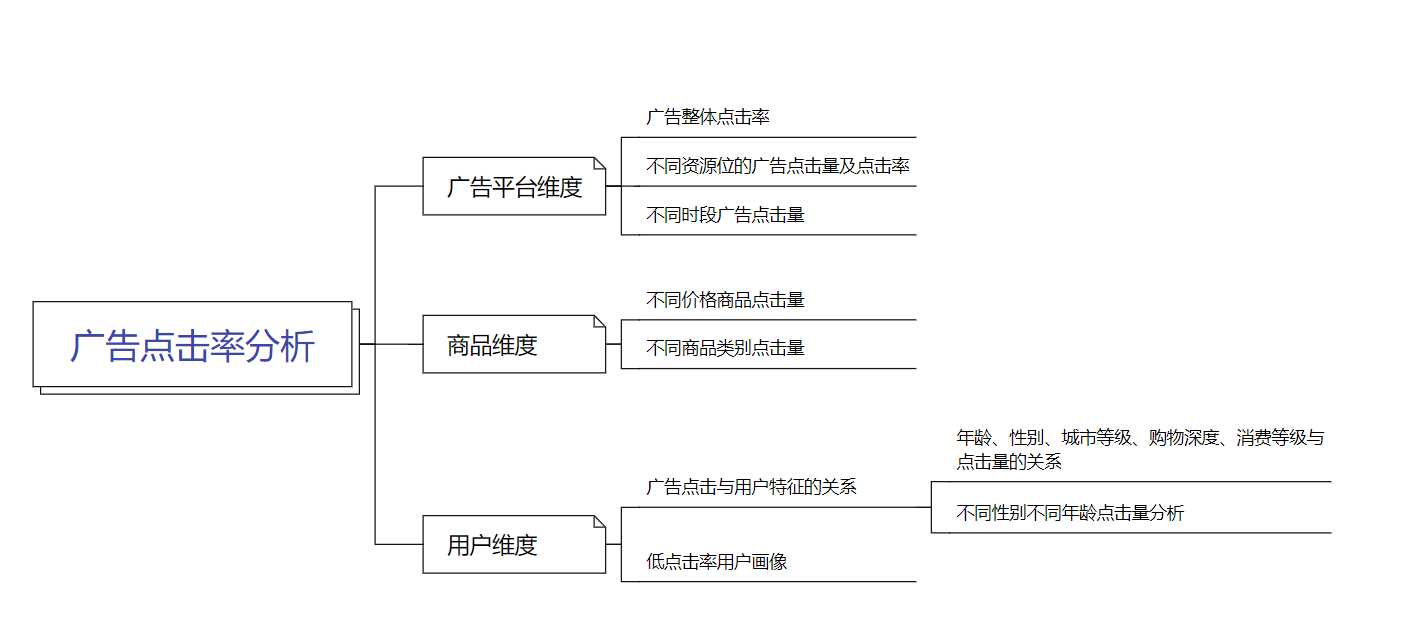 广告点击率分析
广告平台维度
广告整体点击率
不同资源位的广告点击量及点击率
不同时段广告点击量
商品维度
不同价格商品点击量
不同商品类别点击量
用户维度
广告点击与用户特征的关系
年龄、性别、城市等级、购物深度、消费等级与
点击量的关系
不同性别不同年龄点击量分析
低点击率用户画像